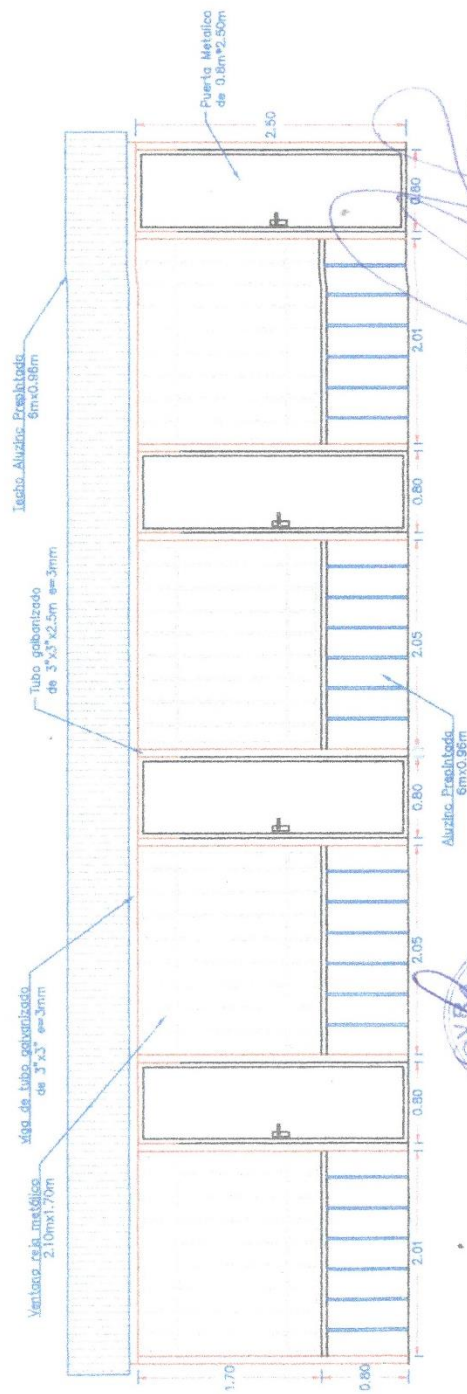 Techo Aluzinc Prepintado
6mx0.96m
Tubo galbanizado
de 3"x3"x2.5m e=3mm
viga de tubo galvanizado
de 3"x3" e=3mm
Ventana reja metálico
2.10mx1.70m
Puerta Metalico
de 0.8m*2.50m
2.50
1.70
0.80
2.01
0.80
2.05
0.80
2.05
0.80
2.01
0.80
Aluzinc Prepintado
6mx0.96m